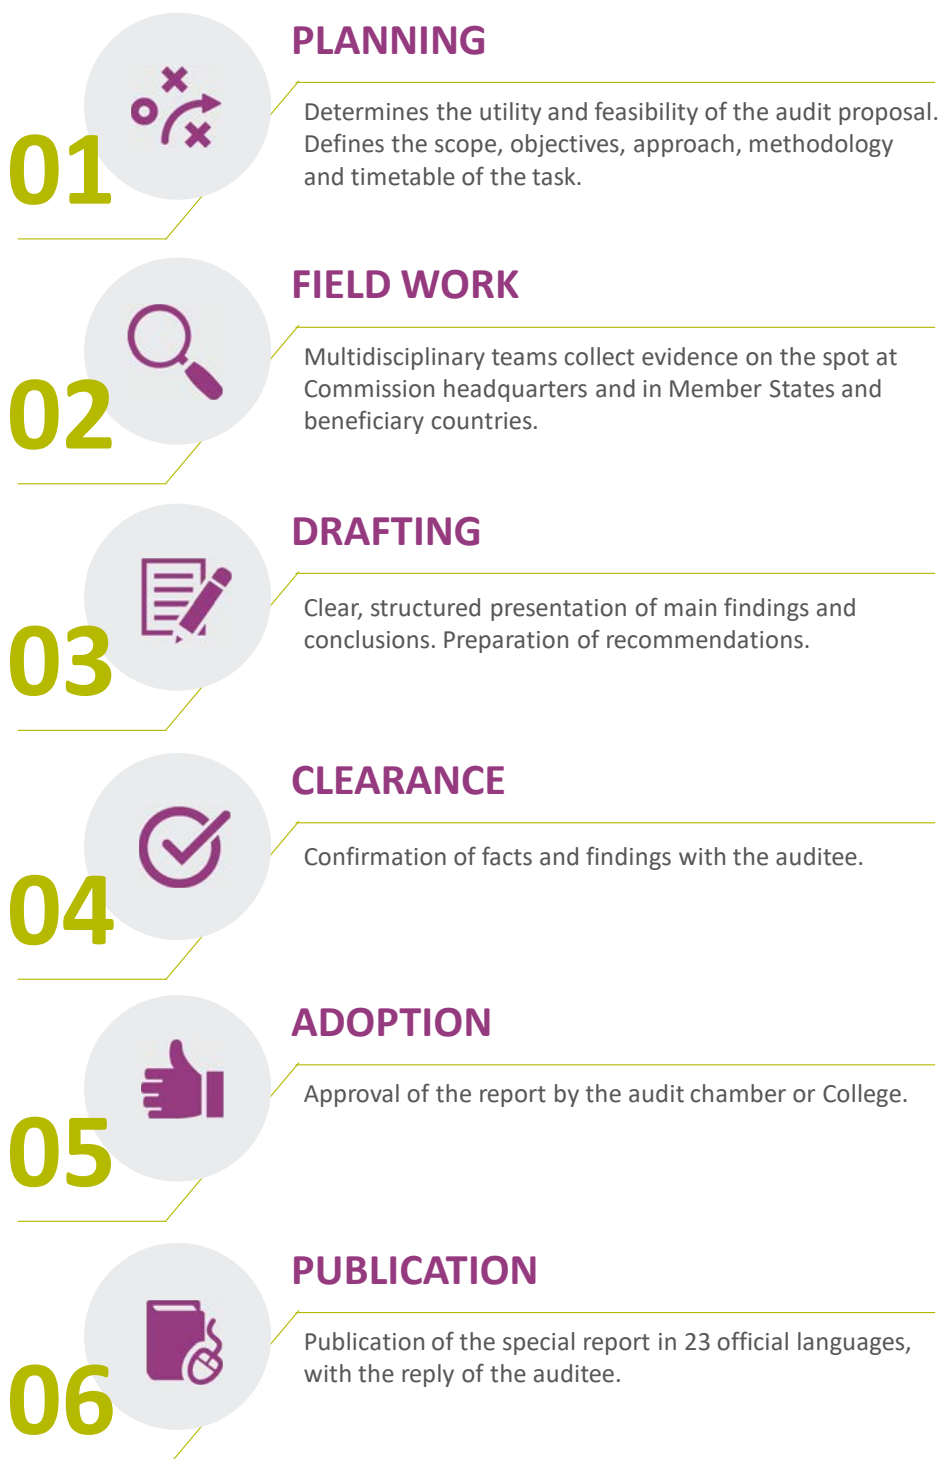 01
PLANNING
Determines the utility and feasibility of the audit proposal.
Defines the scope, objectives, approach, methodology
and timetable of the task.
02
FIELD WORK
Multidisciplinary teams collect evidence on the spot at
Commission headquarters and in Member States and
beneficiary countries.
03
DRAFTING
Clear, structured presentation of main findings and
conclusions. Preparation of recommendations.
04
CLEARANCE
Confirmation of facts and findings with the auditee.
05
ADOPTION
Approval of the report by the audit chamber or College.
06
PUBLICATION
Publication of the special report in 23 official languages,
with the reply of the auditee.